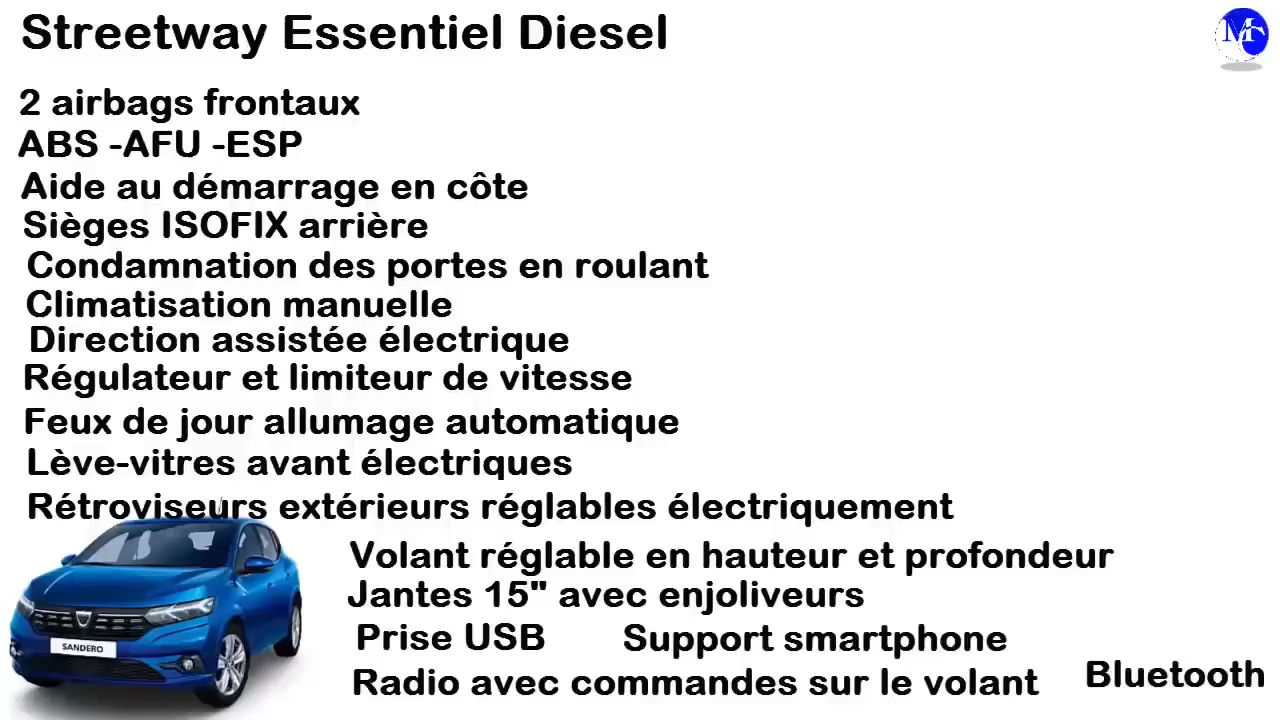 Streetway Essentiel Diesel
MC
2 airbags frontaux
ABS -AFU -ESP
Aide au démarrage en côte
Sièges ISOFIX arrière
Condamnation des portes en roulant
Climatisation manuelle
Direction assistée électrique
Régulateur et limiteur de vitesse
Feux de jour allumage automatique
Lève-vitres avant électriques
Rétroviseurs extérieurs réglables électriquement
Volant réglable en hauteur et profondeur
Jantes 15" avec enjoliveurs
Prise USB Support smartphone
Radio avec commandes sur le volant Bluetooth
SANDERO